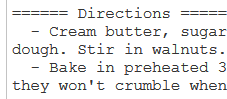 ====== Directions =====
- Cream butter, sugar
dough. Stir in walnuts.
- Bake in preheated 3
they won't crumble when